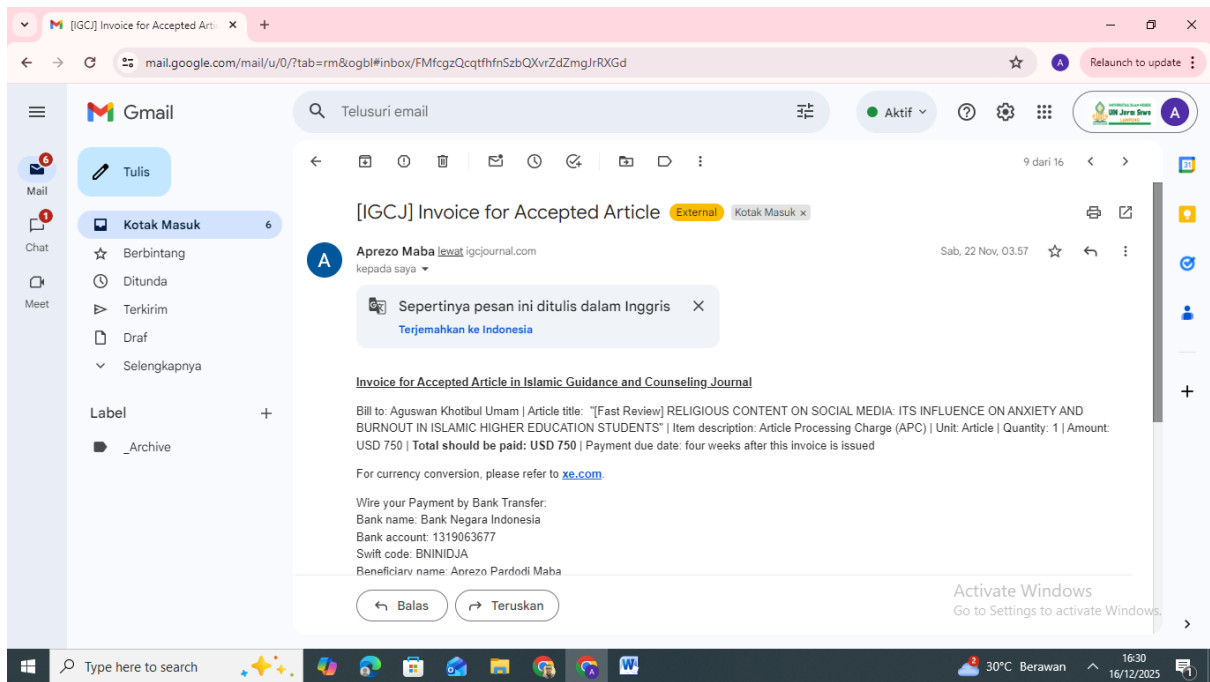 [IGCJ] Invoice for Accepted Arti
mail.google.com/mail/u/0/?tab=rm&ogbl#inbox/FMfcgzQcqtfhfnSzbQXvrZdZmgJrRXGd
A
Relaunch to update
Gmail
Telusuri email
Aktif
UIN Jurai Siwo
A
6
Mail
1
Chat
Meet
Tulis
Kotak Masuk 6
Berbintang
Ditunda
Terkirim
Draf
Selengkapnya
Label
_Archive
9 dari 16
31
[IGCJ] Invoice for Accepted Article External Kotak Masuk x
A
Aprezo Maba lewat igcjournal.com
Sab, 22 Nov, 03.57
kepada saya
Sepertinya pesan ini ditulis dalam Inggris
Terjemahkan ke Indonesia
Invoice for Accepted Article in Islamic Guidance and Counseling Journal
Bill to: Aguswan Khotibul Umam | Article title: "[Fast Review] RELIGIOUS CONTENT ON SOCIAL MEDIA: ITS INFLUENCE ON ANXIETY AND
BURNOUT IN ISLAMIC HIGHER EDUCATION STUDENTS" | Item description: Article Processing Charge (APC) | Unit: Article | Quantity: 1 | Amount:
USD 750 | Total should be paid: USD 750 | Payment due date: four weeks after this invoice is issued
For currency conversion, please refer to xe.com.
Wire your Payment by Bank Transfer:
Bank name: Bank Negara Indonesia
Bank account: 1319063677
Swift code: BNINIDJA
Beneficiary name: Aprezo Pardodi Maba
Balas
Teruskan
Activate Windows
Go to Settings to activate Windows.
Type here to search
2
30°C Berawan
16:30
16/12/2025
1